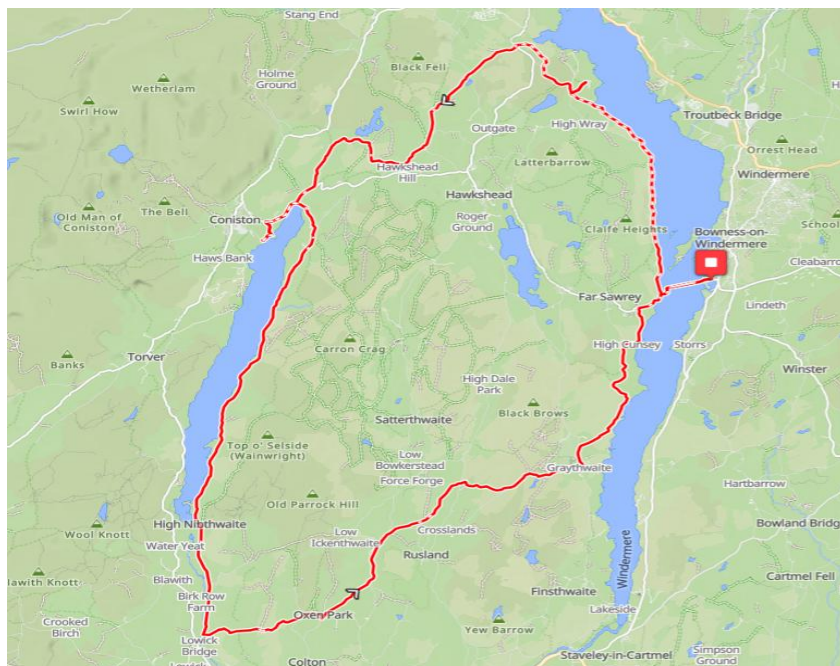 Stang End
Holme
Ground
Black Fell
Wetherlam
Swirl How
Outgate
High Wray
Troutbeck Bridge
Orrest Head
Latterbarrow
Hawkshead
Hill
Windermere
Hawkshead
Old Man of
Coniston
The Bell
Coniston
Roger
Ground
Claife Heights
School
Bowness-on-
Windermere
Haws Bank
Cleabarro
Far Sawrey
Lindeth
Torver
Banks
Carron Crag
High Cunsey
Storrs
Winster
High Dale
Park
Black Brows
Satterthwaite
Top o' Selside
(Wainwright)
Low
Bowkerstead
Force Forge
Graythwaite
Hartbarrow
Old Parrock Hill
High Nibthwaite
Wool Knott
Water Yeat
Low
Ickenthwaite
Crosslands
Bowland Bridg
Rusland
Windermere
Blawith
lawith Knott
Birk Row
Farm
Finsthwaite
Cartmel Fell
Crooked
Birch
Oxen Park
Lakeside
Yew Barrow
Lowick
Bridge
Colton
Staveley-in-Cartmel
Simpson
Ground